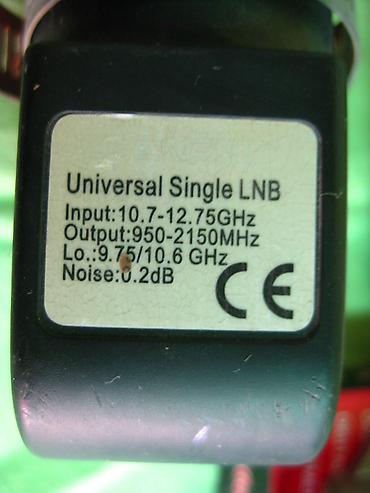 Universal Single LNB
Input:10.7-12.75GHz
Output:950-2150MHz
Lo.:9.75/10.6 GHz
Noise:0.2dB
CE